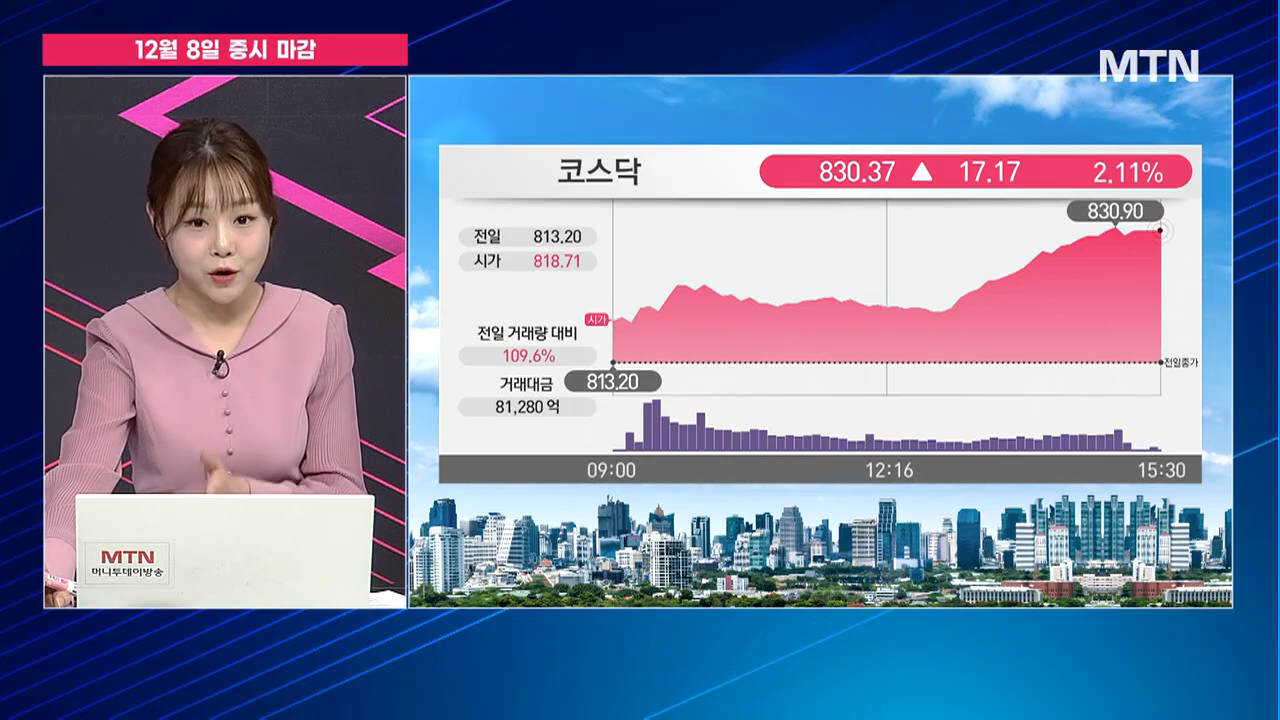 12월 8일 증시 마감
MTN
코스닥
830.37 ▲ 17.17 2.11%
830.90
전일 813.20
시가 818.71
시가
전일 거래량 대비
109.6%
전일종가
거래대금
813.20
81,280 억
09:00 12:16 15:30
MTN
머니투데이방송